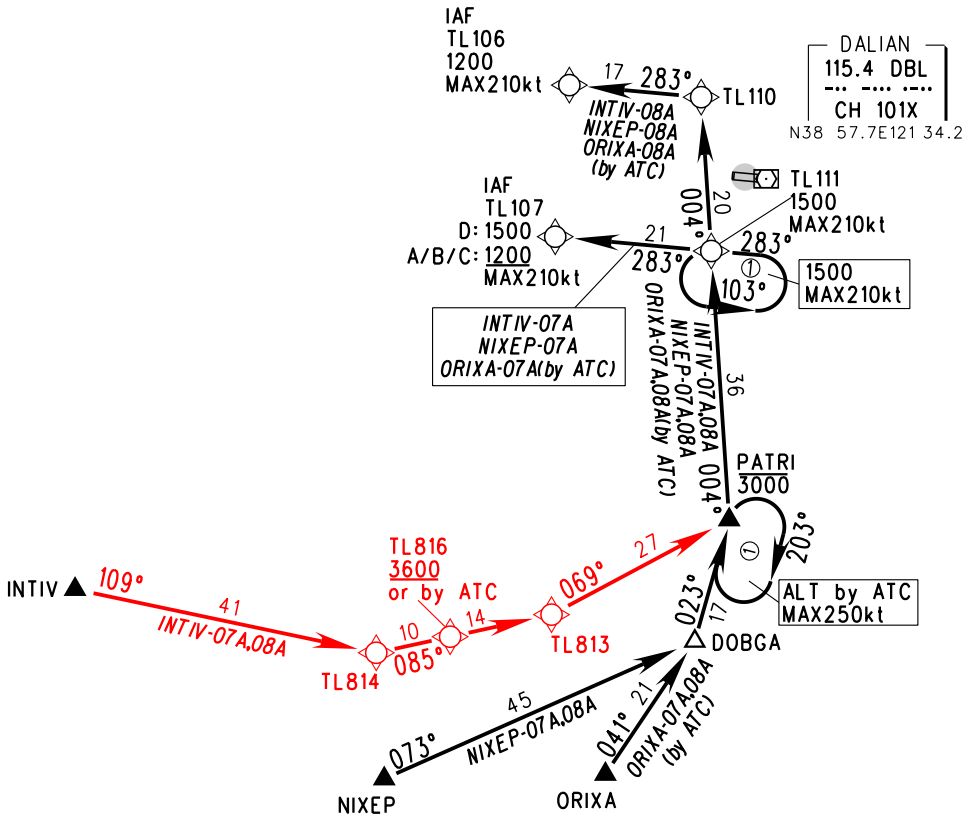 IAF
TL106
1200
MAX210kt
17
283°
TL110
INTIV-08A
NIXEP-08A
ORIXA-08A
(by ATC)
DALIAN
115.4 DBL
-·· -··· ·-··
CH 101X
N38 57.7E121 34.2
IAF
TL107
D: 1500
A/B/C: 1200
MAX210kt
21
283°
20
004°
TL111
1500
MAX210kt
283°
1
103°
1500
MAX210kt
INTIV-07A
NIXEP-07A
ORIXA-07A(by ATC)
INTIV-07A,08A
NIXEP-07A,08A
ORIXA-07A,08A(by ATC)
36
004°
PATRI
3000
203°
1
ALT by ATC
MAX250kt
INTIV
109°
41
INTIV-07A,08A
TL814
10
085°
TL816
3600
or by ATC
14
TL813
069°
27
023°
17
DOBGA
45
073°
NIXEP-07A,08A
NIXEP
21
041°
ORIXA-07A,08A
(by ATC)
ORIXA